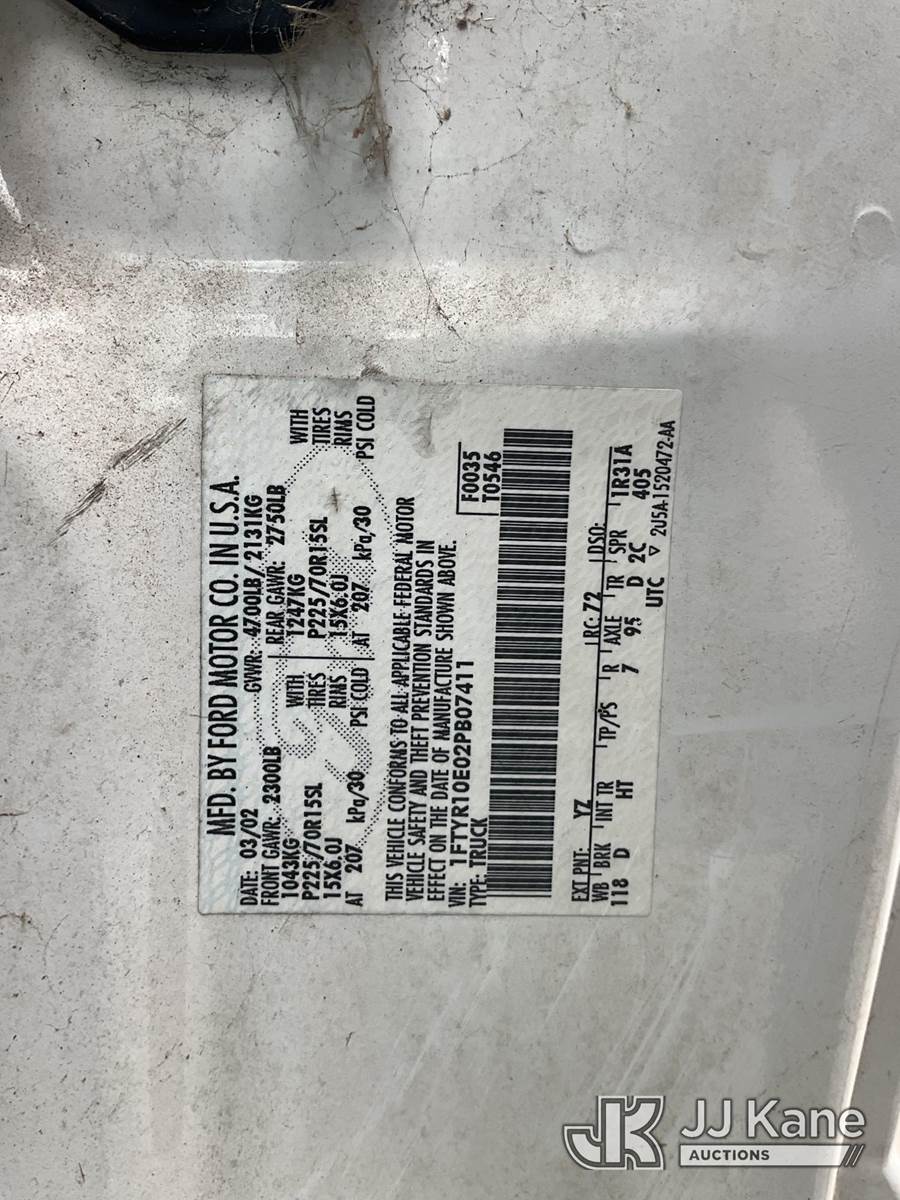 MFD. BY FORD MOTOR CO. IN U.S.A.
DATE: 03/02 GVWR: 4700LB/ 2131KG
FRONT GAWR: 2300LB REAR GAWR: 2750LB
1043KG WITH 1247KG WITH
P225/70R15SL TIRES P225/70R15SL TIRES
15X6.0J RIMS 15X6.0J RIMS
AT 207 kPa/30 PSI COLD AT 207 kPa/30 PSI COLD
THIS VEHICLE CONFORMS TO ALL APPLICABLE FEDERAL MOTOR
VEHICLE SAFETY AND THEFT PREVENTION STANDARDS IN
EFFECT ON THE DATE OF MANUFACTURE SHOWN ABOVE.
VIN: 1FTYR10E02PB07411 F0035
TYPE: TRUCK T0546
EXT PNT: YZ RC: 72 DSO:
WB BRK INT TR TP/PS R AXLE TR SPR 1R31A
118 D HT 7 95 D 2C 405
UTC ▽ 2U5A-1520472-AA
JK JJ Kane
AUCTIONS